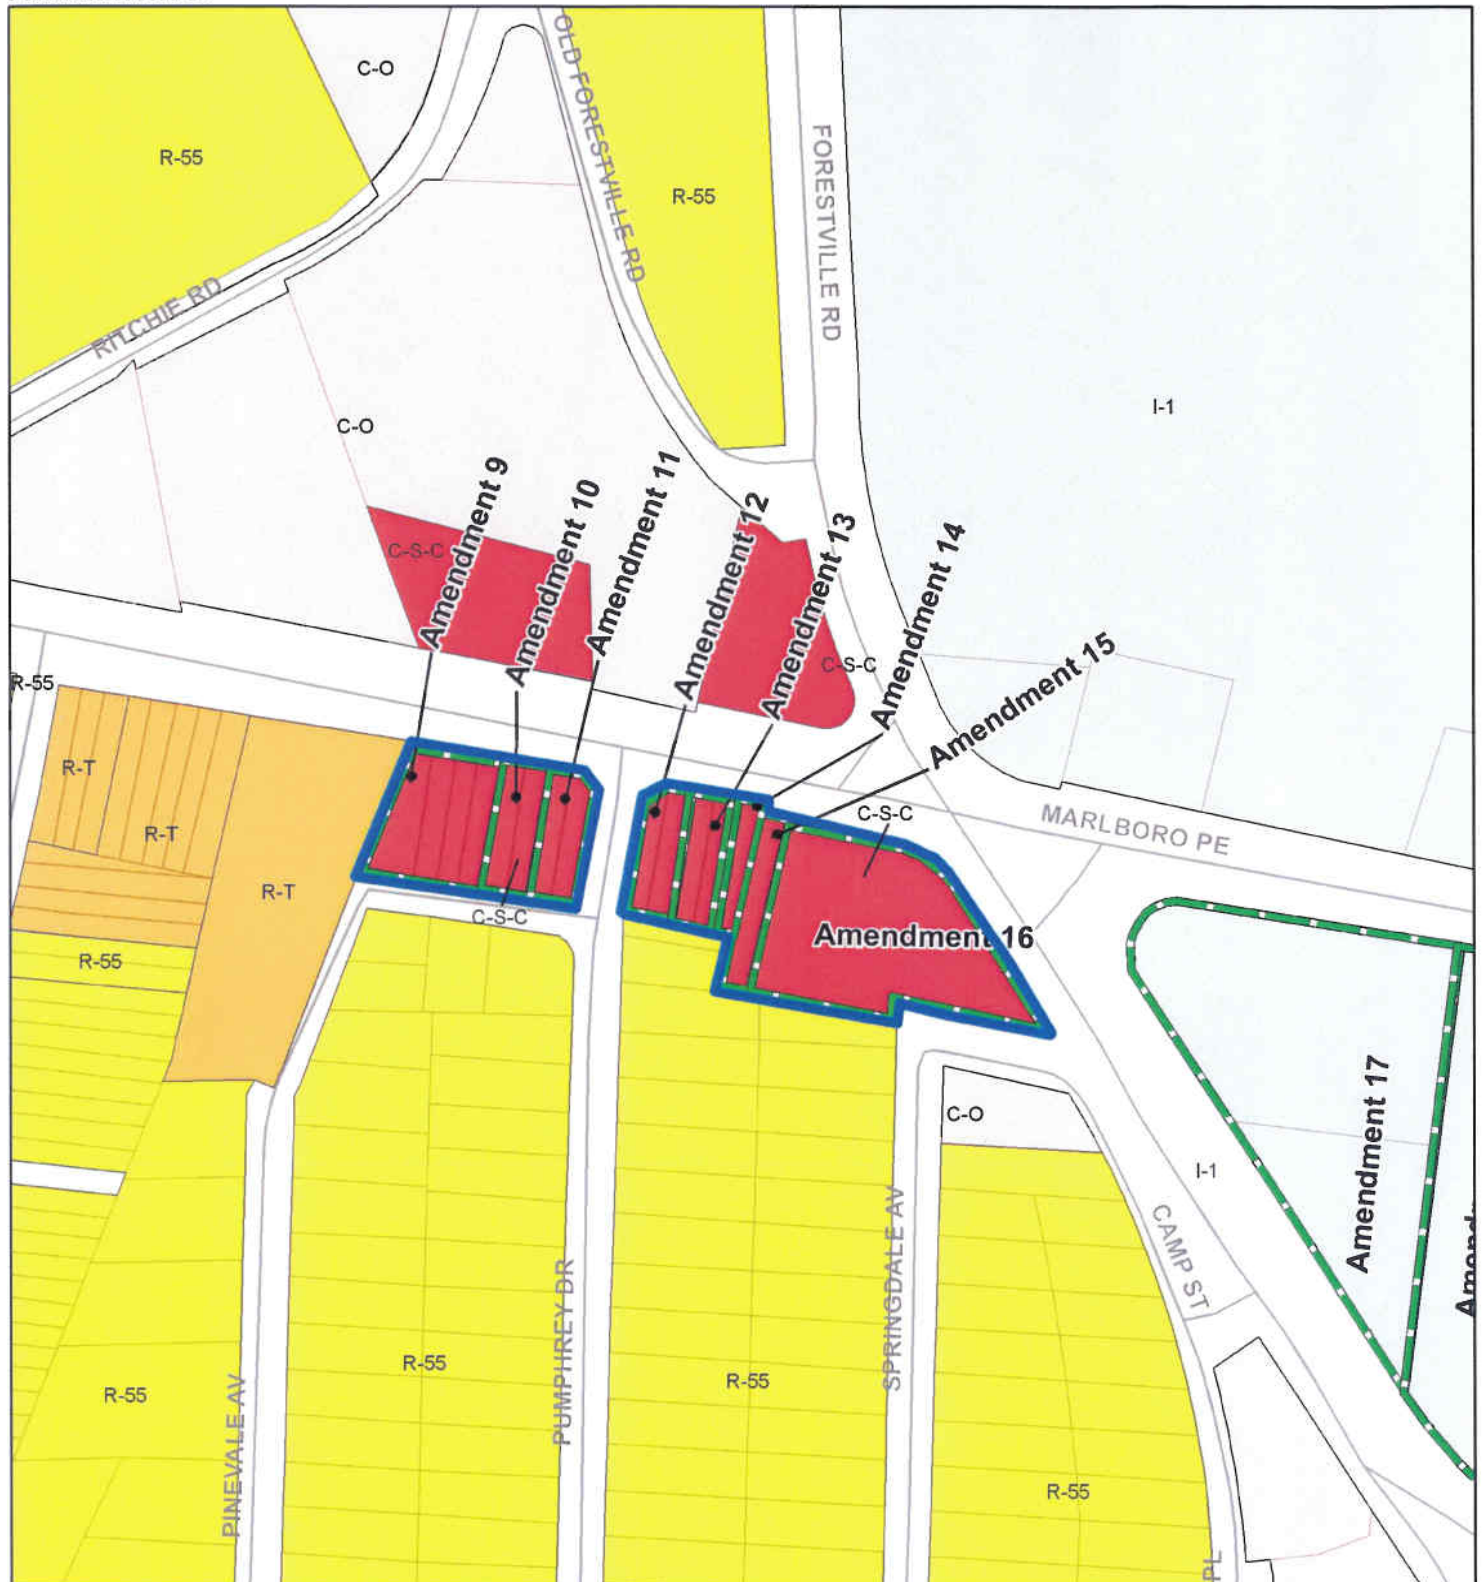 C-O
R-55
OLD FORESTVILLE RD
R-55
FORESTVILLE RD
RITCHIE RD
I-1
C-O
Amendment 9
Amendment 10
Amendment 11
Amendment 12
Amendment 13
Amendment 14
Amendment 15
C-S-C
C-S-C
R-55
R-T
R-T
R-T
C-S-C
MARLBORO PE
C-S-C
Amendment 16
R-55
Amendment 17
C-O
I-1
CAMP ST
SPRINGDALE AV
PUMPHREY DR
PINEVALE AV
R-55
R-55
R-55
R-55
PL